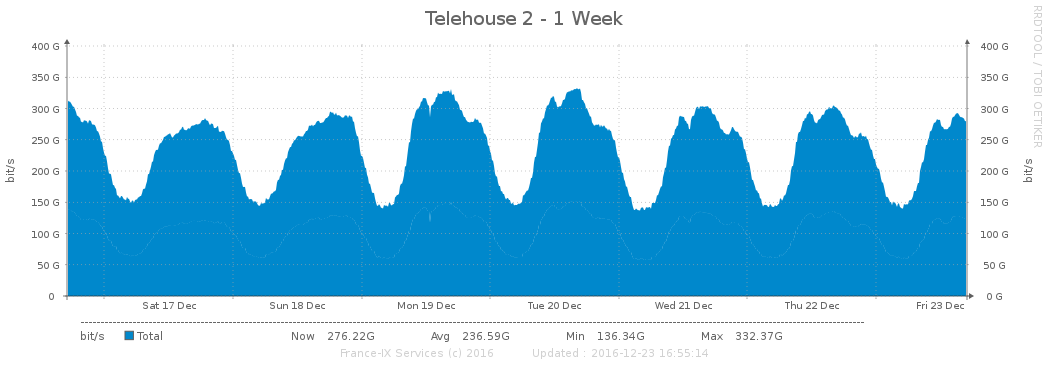 Telehouse 2 - 1 Week
RRDTOOL / TOBI OETIKER
400 G 400 G
350 G 350 G
300 G 300 G
250 G 250 G
200 G 200 G
150 G 150 G
100 G 100 G
50 G 50 G
0 0 G
bit/s
bit/s
Sat 17 Dec Sun 18 Dec Mon 19 Dec Tue 20 Dec Wed 21 Dec Thu 22 Dec Fri 23 Dec
bit/s Total Now 276.22G Avg 236.59G Min 136.34G Max 332.37G
France-IX Services (c) 2016 Updated : 2016-12-23 16:55:14